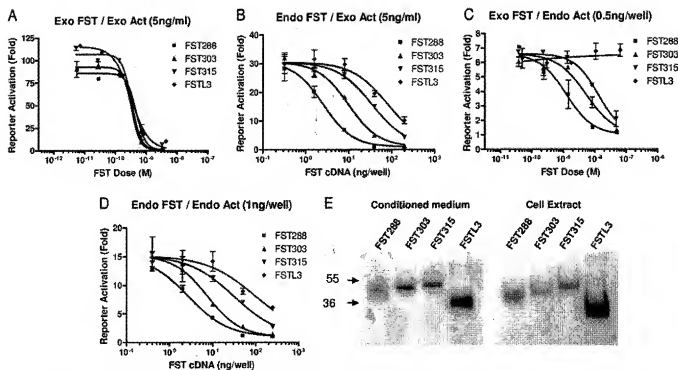 A
Exo FST / Exo Act (5ng/ml)
Reporter Activation (Fold)
125
100
75
50
25
0
10⁻¹² 10⁻¹¹ 10⁻¹⁰ 10⁻⁹ 10⁻⁸ 10⁻⁷
FST Dose (M)
FST288
FST303
FST315
FSTL3
B
Endo FST / Exo Act (5ng/ml)
Reporter Activation (Fold)
40
30
20
10
0
10⁻¹ 10⁰ 10¹ 10² 10³
FST cDNA (ng/well)
FST288
FST303
FST315
FSTL3
C
Exo FST / Endo Act (0.5ng/well)
Reporter Activation (Fold)
8
7
6
5
4
3
2
1
0
10⁻¹¹ 10⁻¹⁰ 10⁻⁹ 10⁻⁸ 10⁻⁷ 10⁻⁶
FST Dose (M)
FST288
FST303
FST315
FSTL3
D
Endo FST / Endo Act (1ng/well)
Reporter Activation (Fold)
20
15
10
5
0
10⁻¹ 10⁰ 10¹ 10² 10³
FST cDNA (ng/well)
FST288
FST303
FST315
FSTL3
E
Conditioned medium
Cell Extract
FST288 FST303 FST315 FSTL3
FST288 FST303 FST315 FSTL3
55
36